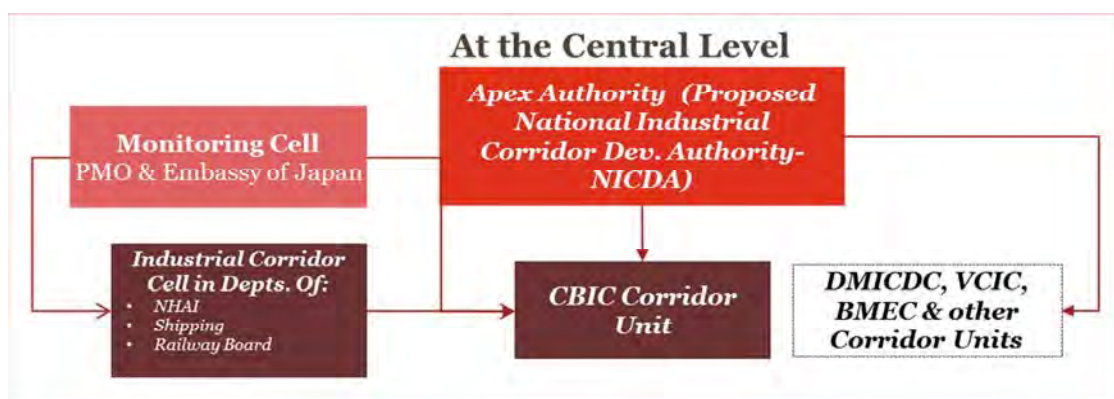 At the Central Level
Monitoring Cell
PMO & Embassy of Japan
Apex Authority (Proposed
National Industrial
Corridor Dev. Authority-
NICDA)
Industrial Corridor
Cell in Depts. Of:
• NHAI
• Shipping
• Railway Board
CBIC Corridor
Unit
DMICDC, VCIC,
BMEC & other
Corridor Units